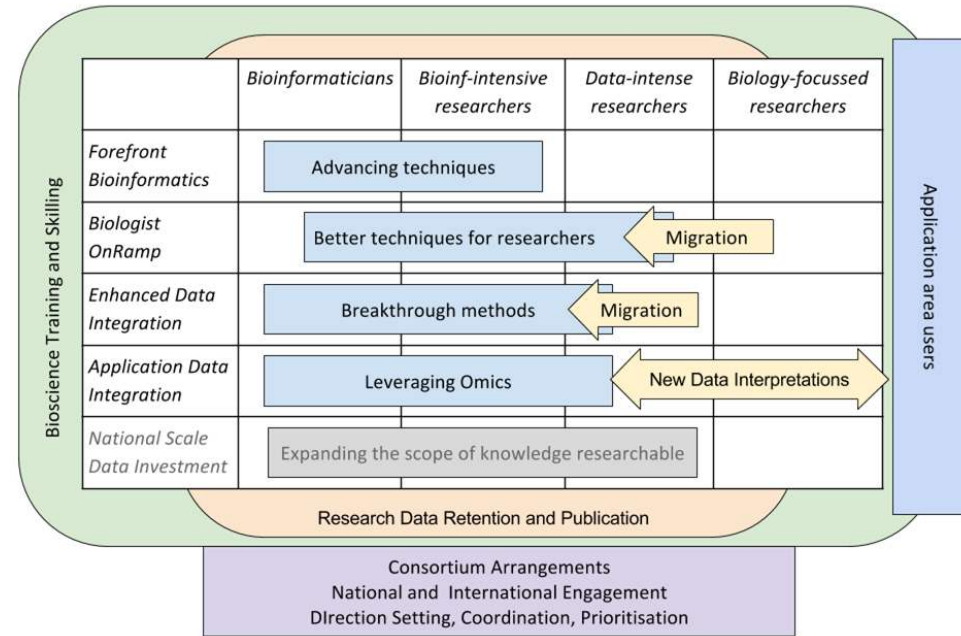 Bioinformaticians
Bioinf-intensive
researchers
Data-intense
researchers
Biology-focussed
researchers
Forefront
Bioinformatics
Advancing techniques
Biologist
OnRamp
Better techniques for researchers
Migration
Enhanced Data
Integration
Breakthrough methods
Migration
Application Data
Integration
Leveraging Omics
New Data Interpretations
National Scale
Data Investment
Expanding the scope of knowledge researchable
Bioscience Training and Skilling
Application area users
Research Data Retention and Publication
Consortium Arrangements
National and International Engagement
DIrection Setting, Coordination, Prioritisation